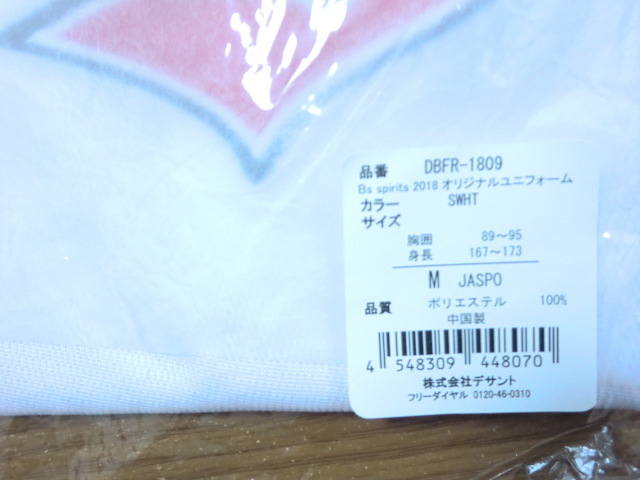 品番 DBFR-1809
Bs spirits 2018 オリジナルユニフォーム
カラー SWHT
サイズ
胸囲 89～95
身長 167～173
M JASPO
品質 ポリエステル 100%
中国製
4 548309 448070
株式会社デサント
フリーダイヤル 0120-46-0310